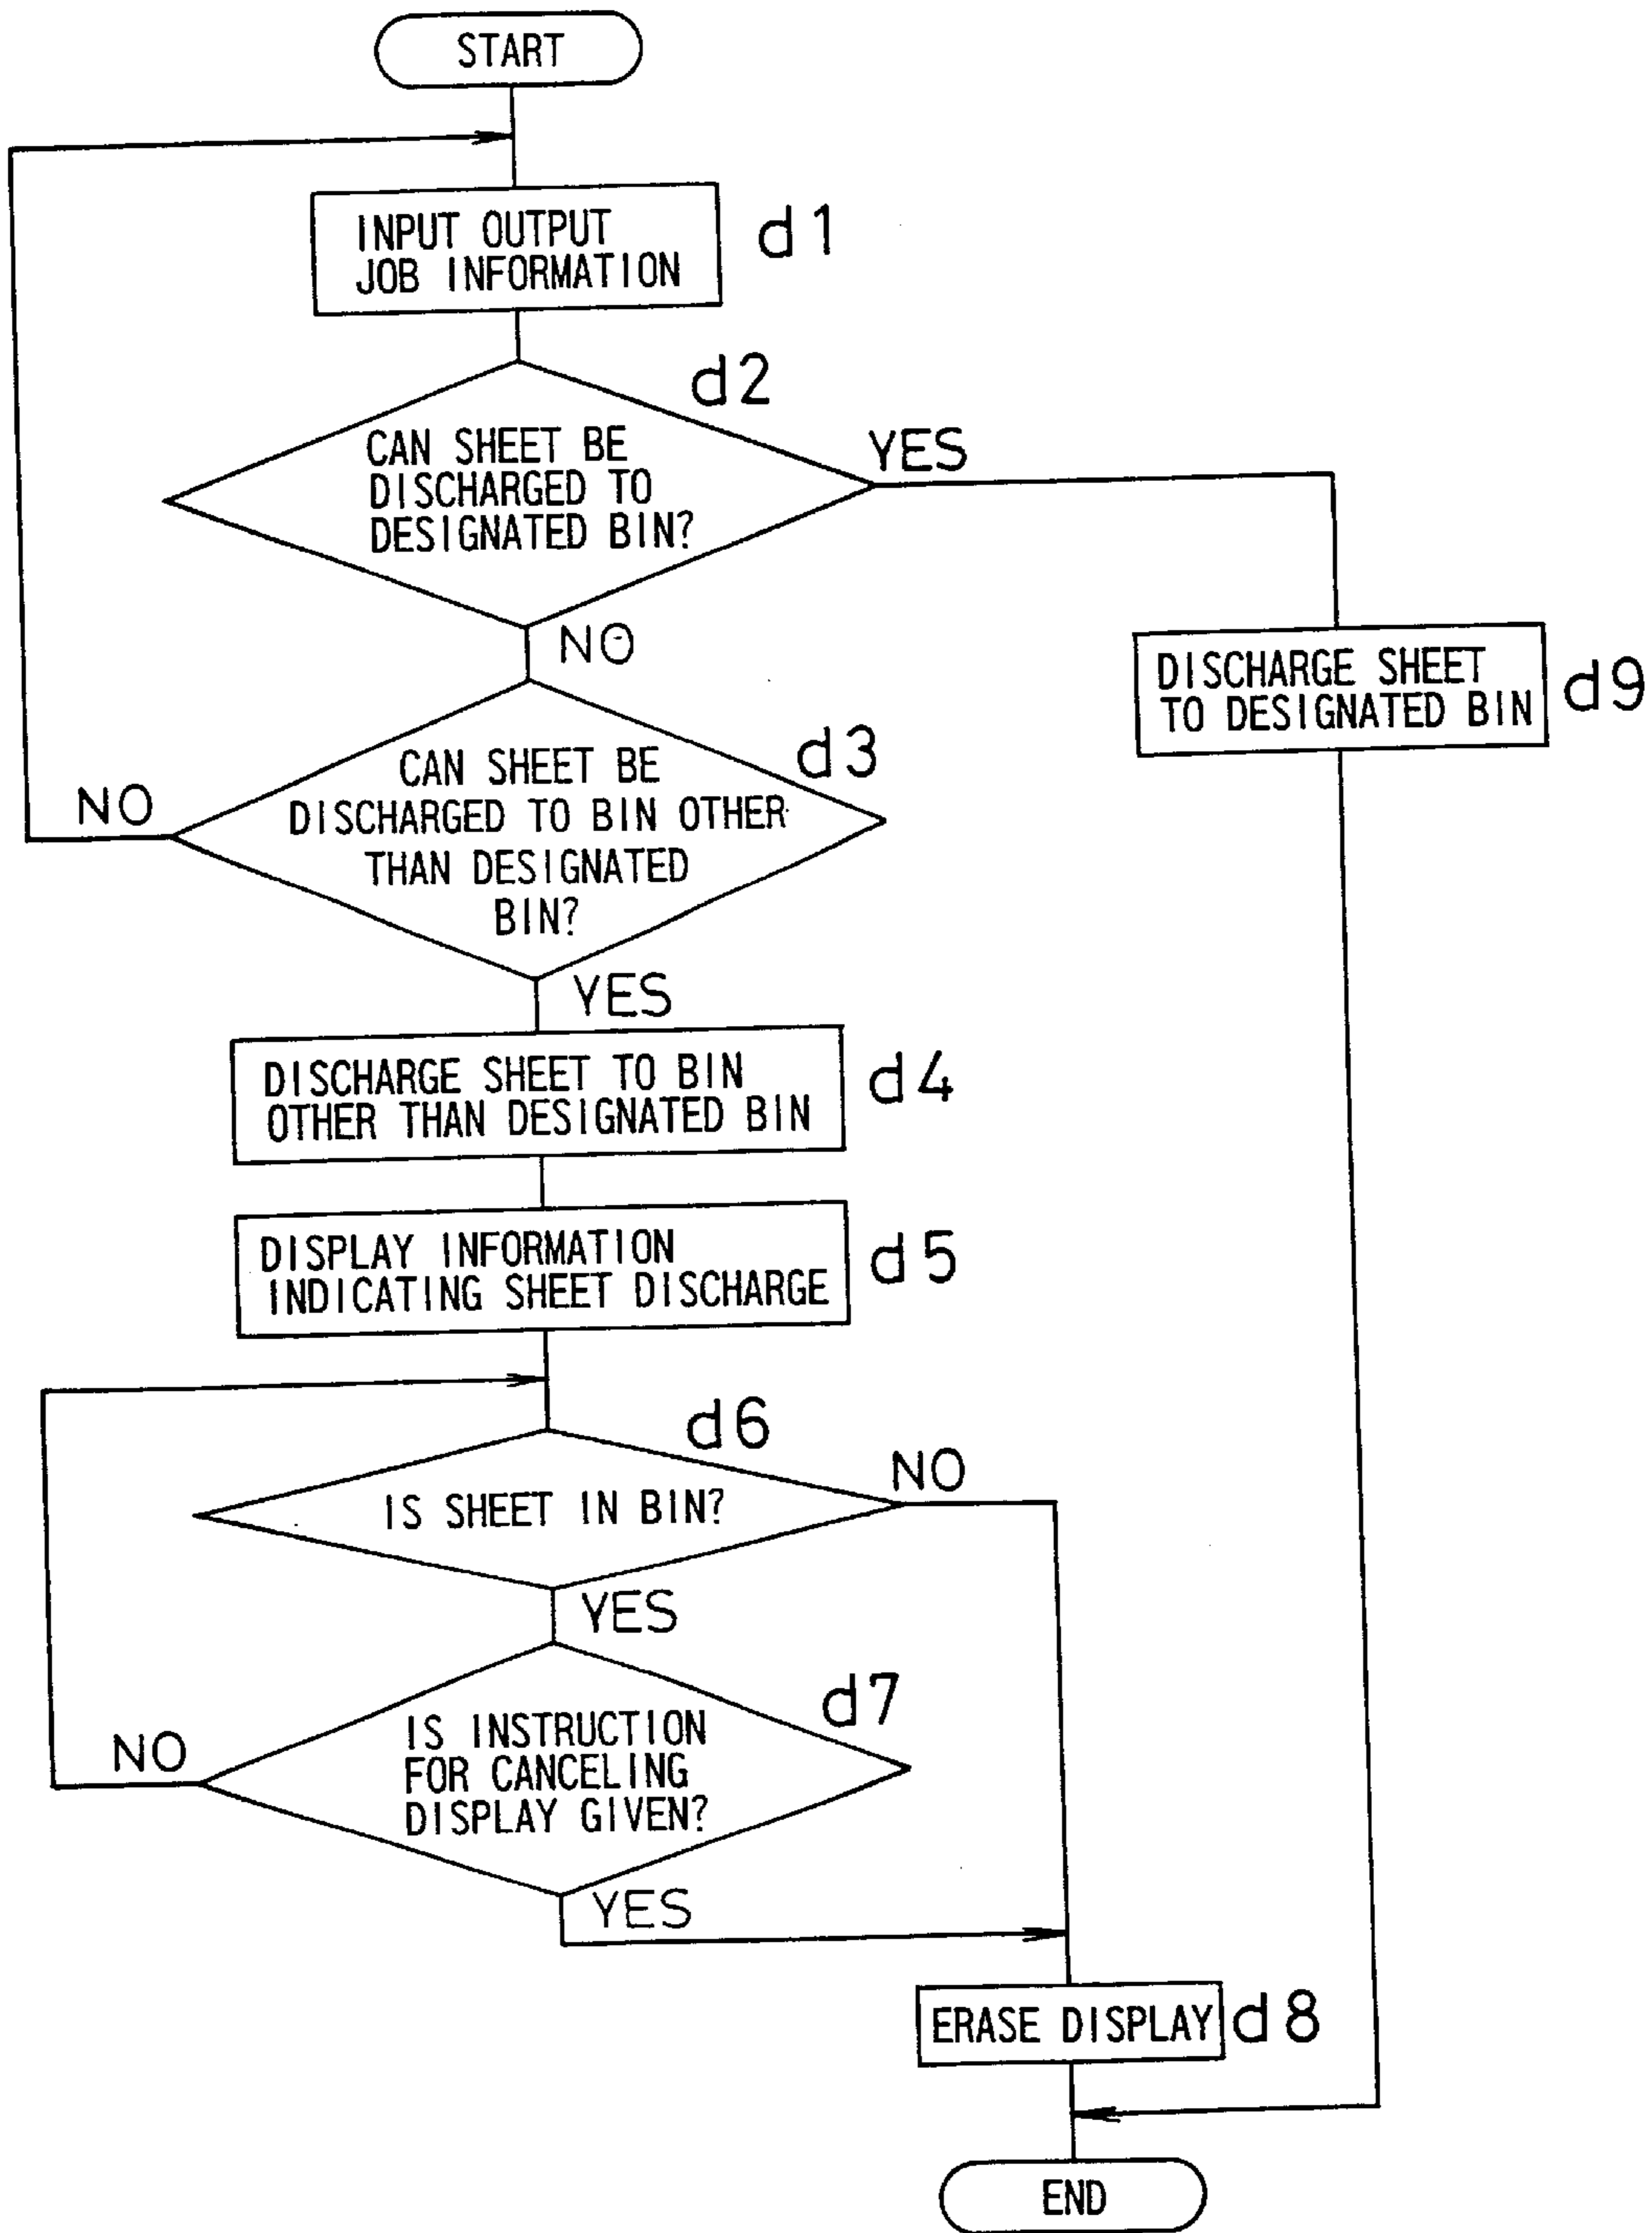 START
INPUT OUTPUT
JOB INFORMATION
d1
d2
CAN SHEET BE
DISCHARGED TO
DESIGNATED BIN?
YES
NO
DISCHARGE SHEET
TO DESIGNATED BIN
d9
d3
CAN SHEET BE
DISCHARGED TO BIN OTHER
THAN DESIGNATED
BIN?
NO
YES
DISCHARGE SHEET TO BIN
OTHER THAN DESIGNATED BIN
d4
DISPLAY INFORMATION
INDICATING SHEET DISCHARGE
d5
d6
NO
IS SHEET IN BIN?
YES
d7
IS INSTRUCTION
FOR CANCELING
DISPLAY GIVEN?
NO
YES
ERASE DISPLAY
d8
END